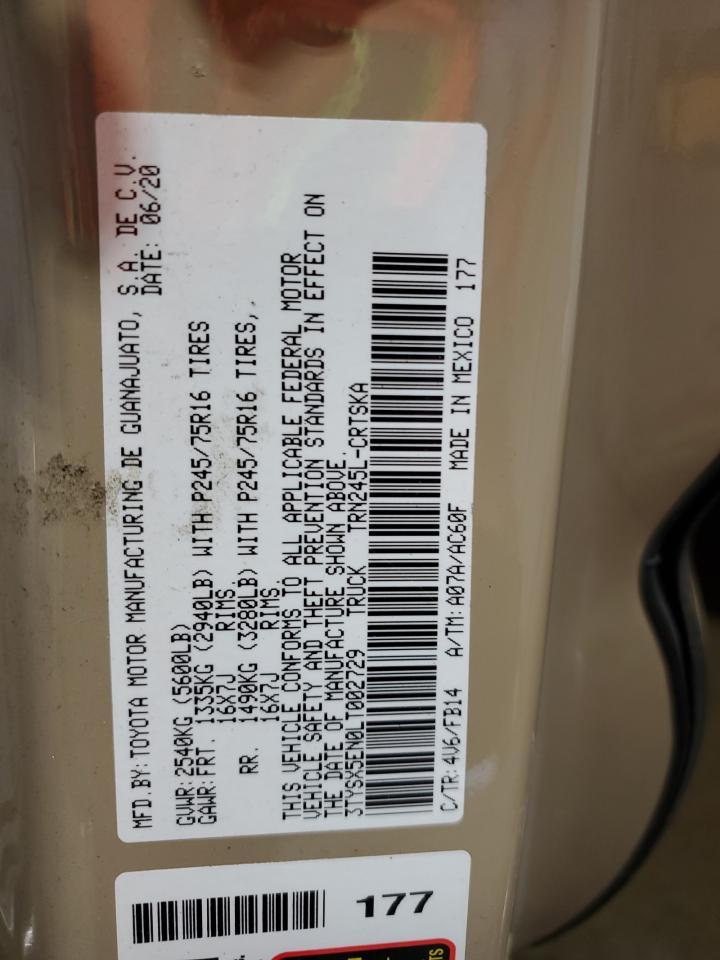 MFD.BY:TOYOTA MOTOR MANUFACTURING DE GUANAJUATO, S.A. DE C.V.
DATE: 06/20
GVWR:2540KG (5600LB)
GAWR:FRT. 1335KG (2940LB) WITH P245/75R16 TIRES
16X7J RIMS,
RR. 1490KG (3280LB) WITH P245/75R16 TIRES,
16X7J RIMS,
THIS VEHICLE CONFORMS TO ALL APPLICABLE FEDERAL MOTOR
VEHICLE SAFETY AND THEFT PREVENTION STANDARDS IN EFFECT ON
THE DATE OF MANUFACTURE SHOWN ABOVE.
3TYSX5EN0LT002729 TRUCK TRN245L-CRTSKA
C/TR:4V6/FB14 A/TM:A07A/AC60F MADE IN MEXICO 177
177